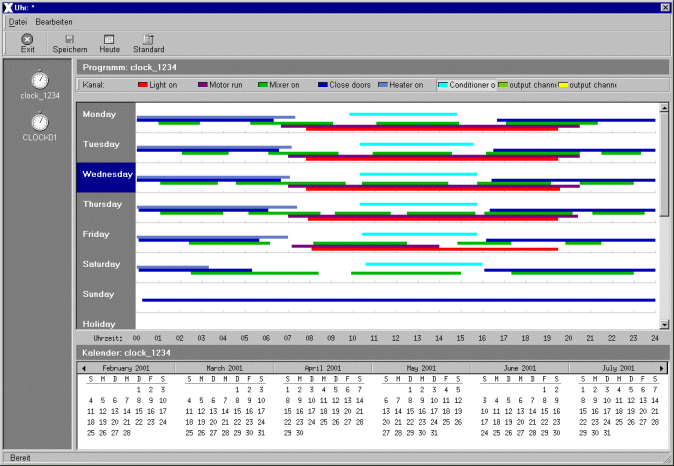 Uhr: *
Datei Bearbeiten
Exit Speichern Heute Standard
clock_1234
CLOCKD1
Programm: clock_1234
Kanal: Light on Motor run Mixer on Close doors Heater on Conditioner o output chann output chann
Monday
Tuesday
Wednesday
Thursday
Friday
Saturday
Sunday
Holiday
Uhrzeit: 00 01 02 03 04 05 06 07 08 09 10 11 12 13 14 15 16 17 18 19 20 21 22 23 24
Kalender: clock_1234
February 2001 March 2001 April 2001 May 2001 June 2001 July 2001
S M D M D F S S M D M D F S S M D M D F S S M D M D F S S M D M D F S S M D M D F S
1 2 3 1 2 3 1 2 3 4 5 6 7 1 2 3 4 5 1 2 1 2 3 4 5 6 7
4 5 6 7 8 9 10 4 5 6 7 8 9 10 8 9 10 11 12 13 14 6 7 8 9 10 11 12 3 4 5 6 7 8 9 8 9 10 11 12 13 14
11 12 13 14 15 16 17 11 12 13 14 15 16 17 15 16 17 18 19 20 21 13 14 15 16 17 18 19 10 11 12 13 14 15 16 15 16 17 18 19 20 21
18 19 20 21 22 23 24 18 19 20 21 22 23 24 22 23 24 25 26 27 28 20 21 22 23 24 25 26 17 18 19 20 21 22 23 22 23 24 25 26 27 28
25 26 27 28 25 26 27 28 29 30 31 29 30 27 28 29 30 31 24 25 26 27 28 29 30 29 30 31
Bereit